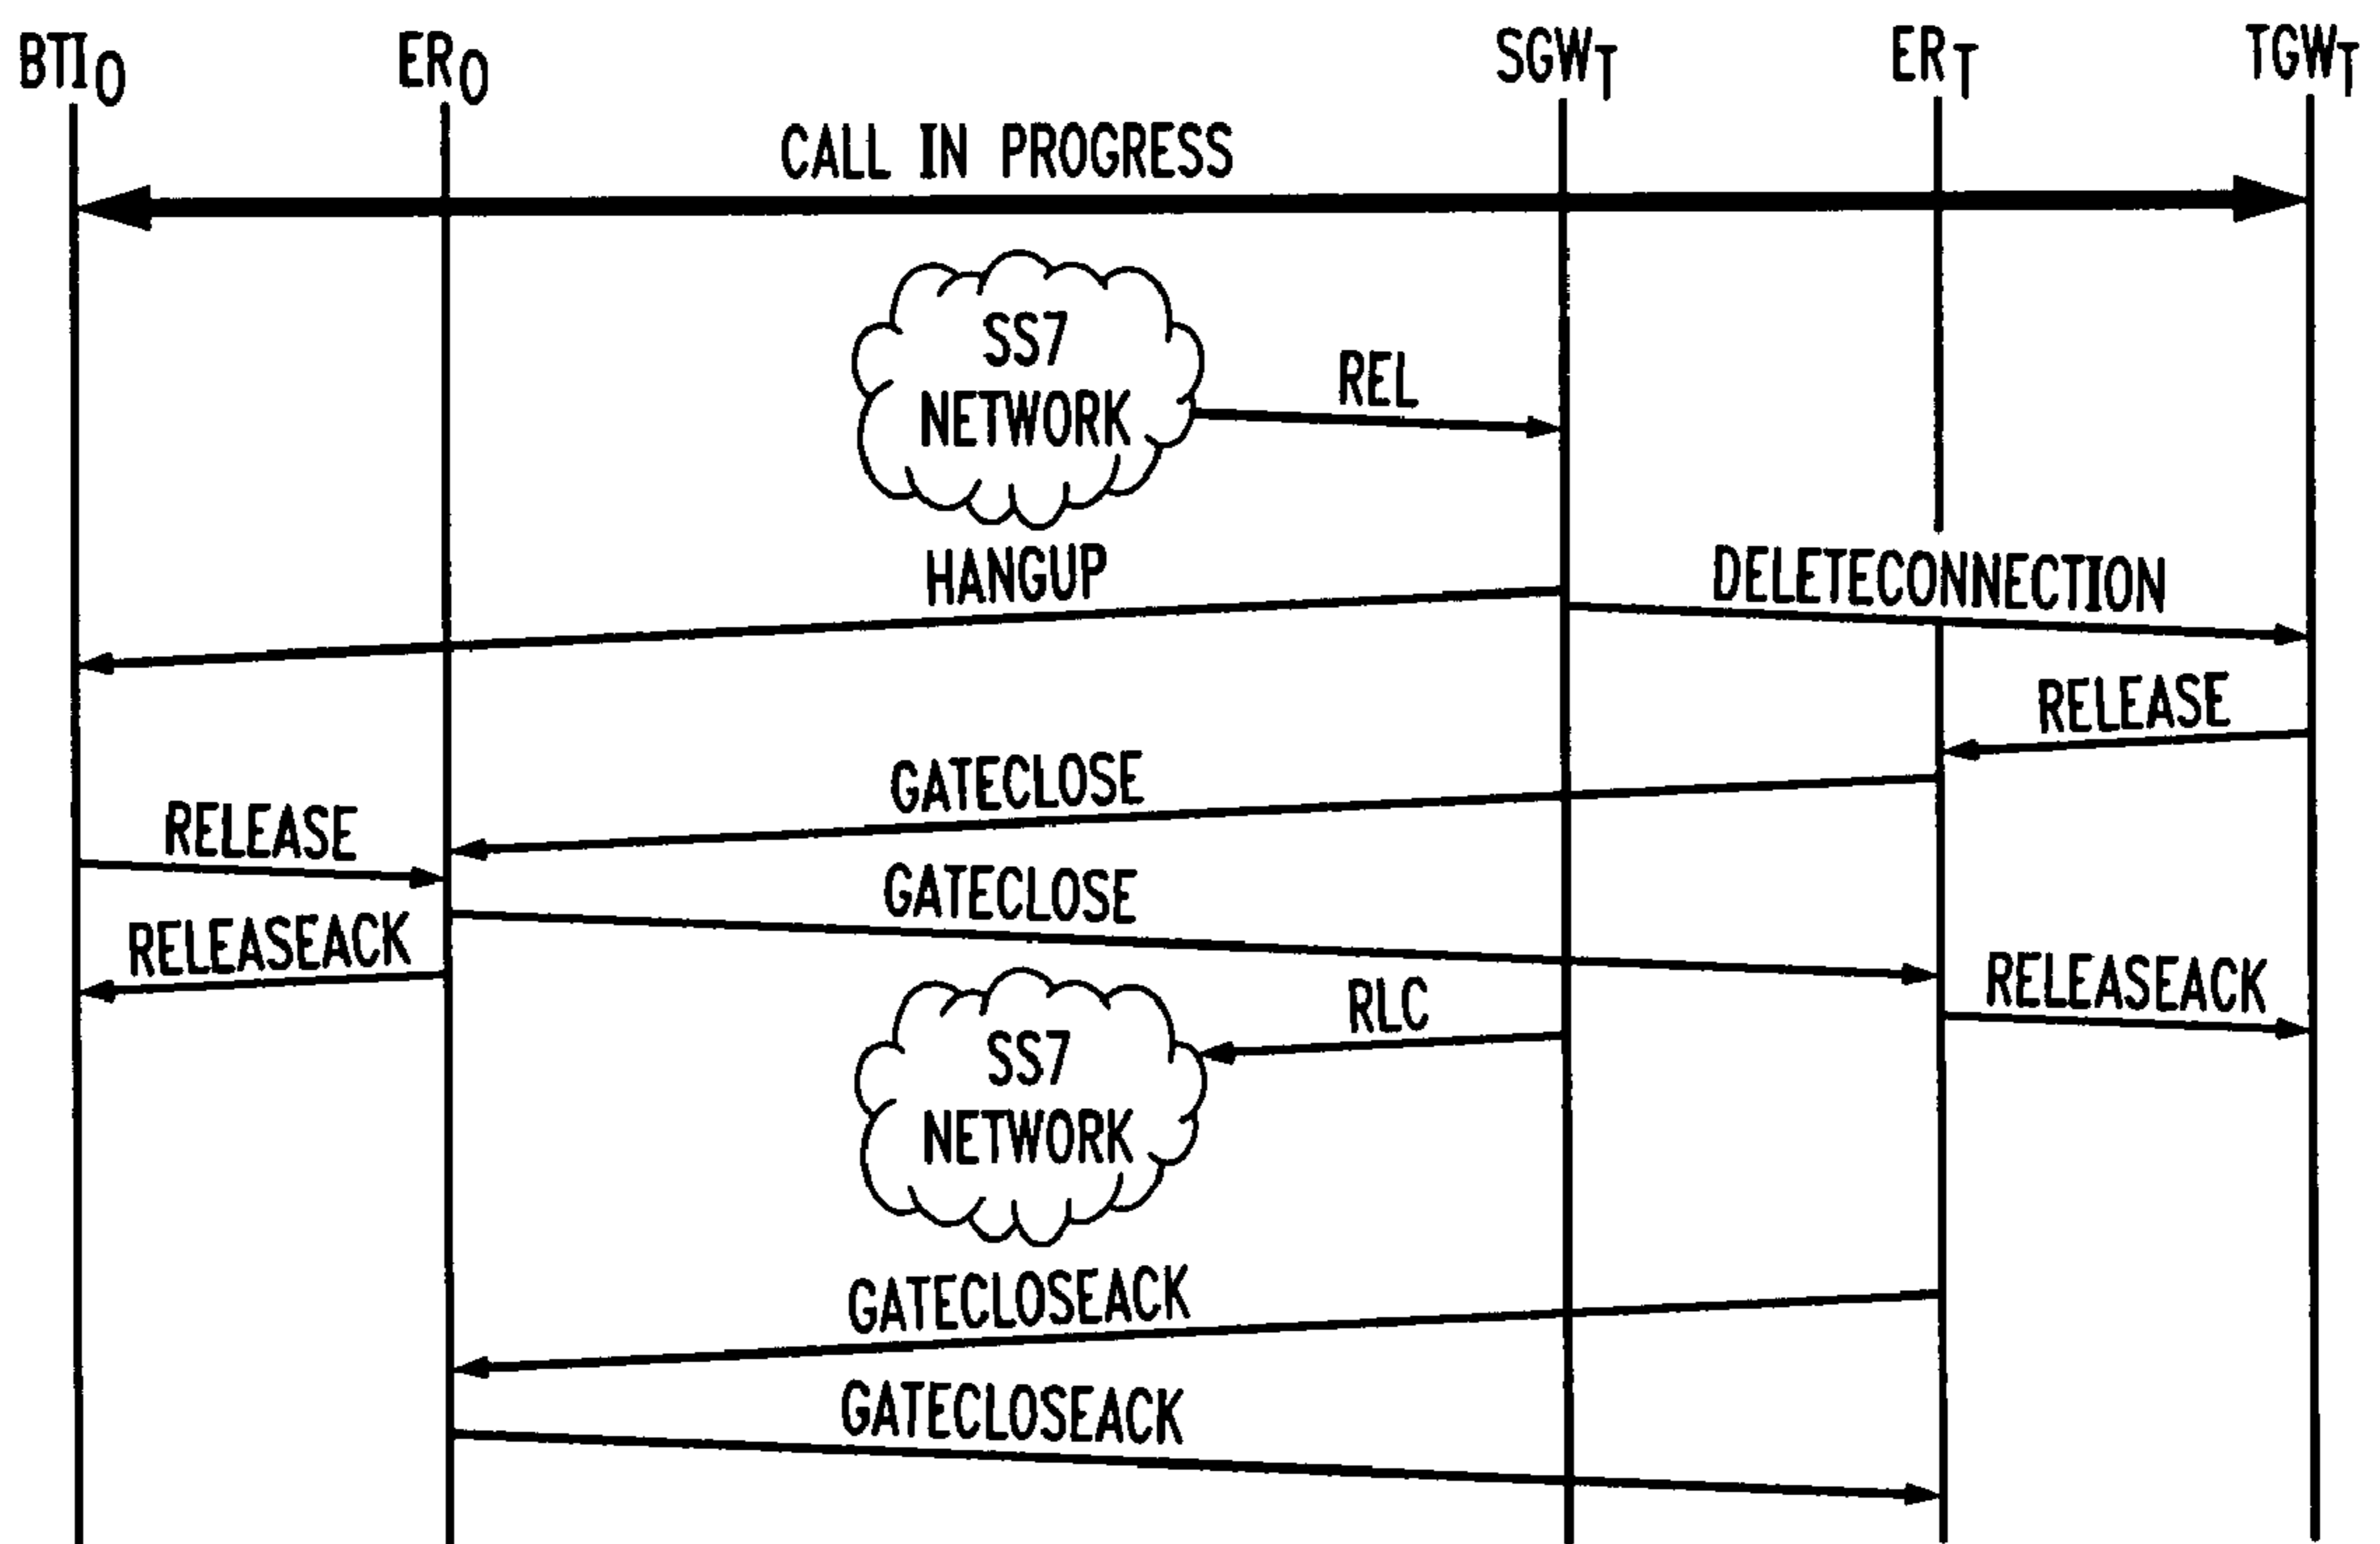 BTIO ERO SGWT ERT TGWT
CALL IN PROGRESS
SS7
NETWORK
REL
HANGUP
DELETECONNECTION
RELEASE
GATECLOSE
RELEASE
GATECLOSE
RELEASEACK
RELEASEACK
RLC
SS7
NETWORK
GATECLOSEACK
GATECLOSEACK